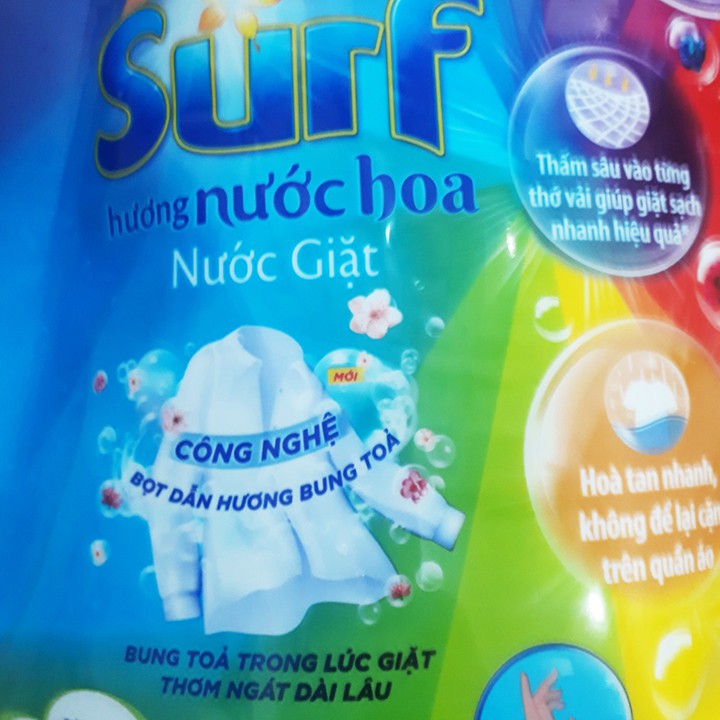 Surf
hương nước hoa
Nước Giặt
MỚI
CÔNG NGHỆ
BỌT DẪN HƯƠNG BUNG TOẢ
BUNG TOẢ TRONG LÚC GIẶT
THƠM NGÁT DÀI LÂU
Thấm sâu vào từng
thớ vải giúp giặt sạch
nhanh hiệu quả*
Hoà tan nhanh,
không để lại cặn
trên quần áo